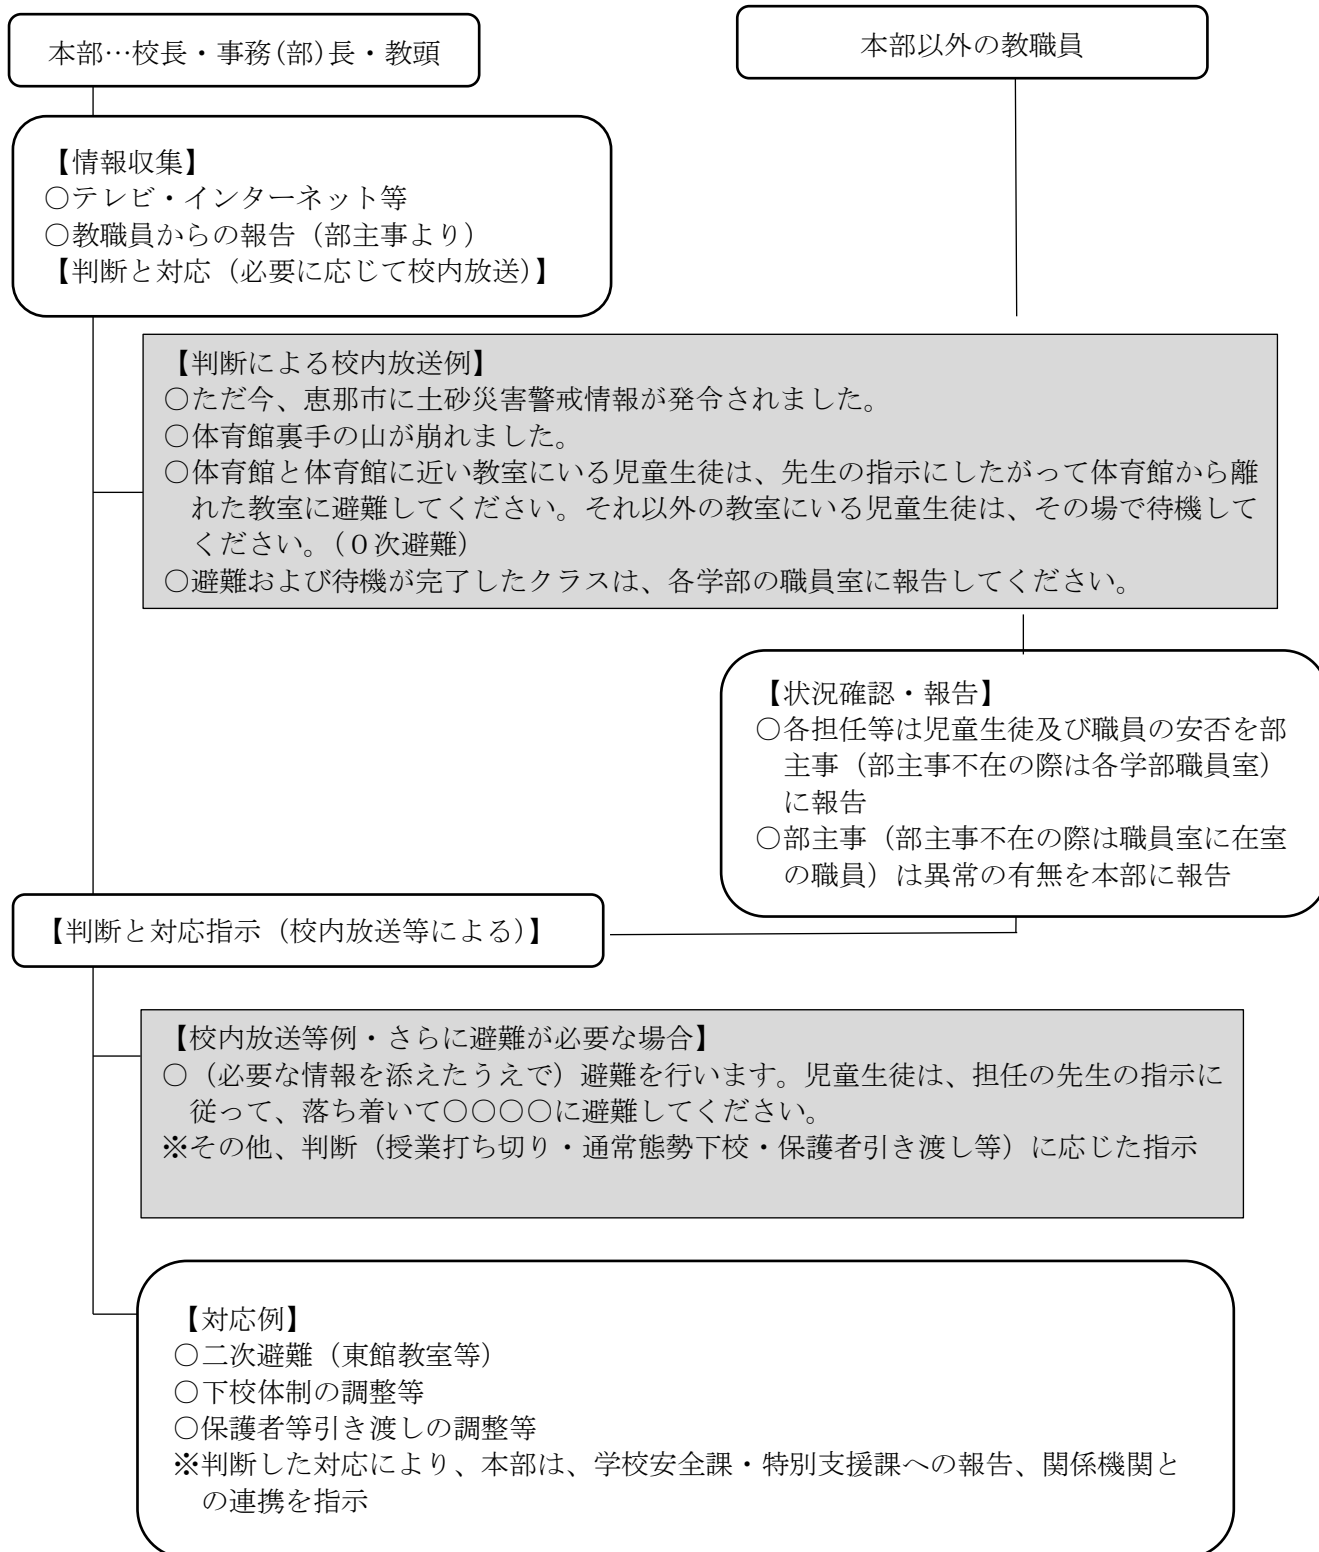 本部…校長・事務(部)長・教頭
本部以外の教職員
【情報収集】
○テレビ・インターネット等
○教職員からの報告（部主事より）
【判断と対応（必要に応じて校内放送）】
【判断による校内放送例】
○ただ今、恵那市に土砂災害警戒情報が発令されました。
○体育館裏手の山が崩れました。
○体育館と体育館に近い教室にいる児童生徒は、先生の指示にしたがって体育館から離
れた教室に避難してください。それ以外の教室にいる児童生徒は、その場で待機して
ください。（０次避難）
○避難および待機が完了したクラスは、各学部の職員室に報告してください。
【状況確認・報告】
○各担任等は児童生徒及び職員の安否を部
主事（部主事不在の際は各学部職員室）
に報告
○部主事（部主事不在の際は職員室に在室
の職員）は異常の有無を本部に報告
【判断と対応指示（校内放送等による）】
【校内放送等例・さらに避難が必要な場合】
○（必要な情報を添えたうえで）避難を行います。児童生徒は、担任の先生の指示に
従って、落ち着いて○○○○に避難してください。
※その他、判断（授業打ち切り・通常態勢下校・保護者引き渡し等）に応じた指示
【対応例】
○二次避難（東館教室等）
○下校体制の調整等
○保護者等引き渡しの調整等
※判断した対応により、本部は、学校安全課・特別支援課への報告、関係機関と
の連携を指示